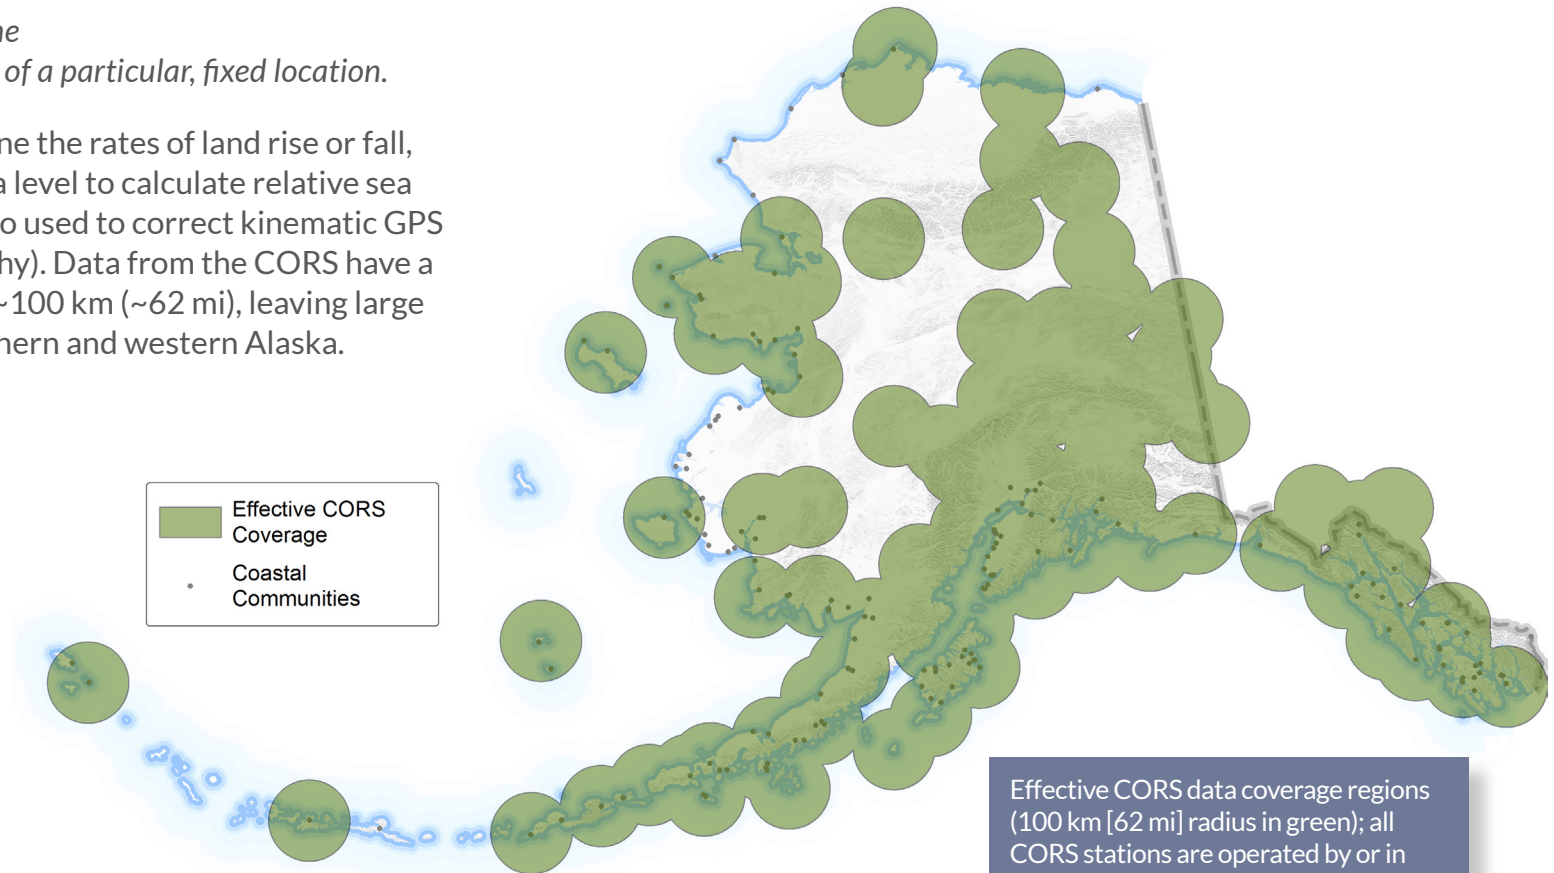 ne
of a particular, fixed location.
ne the rates of land rise or fall,
a level to calculate relative sea
o used to correct kinematic GPS
hy). Data from the CORS have a
~100 km (~62 mi), leaving large
hern and western Alaska.
Effective CORS
Coverage
Coastal
Communities
Effective CORS data coverage regions
(100 km [62 mi] radius in green); all
CORS stations are operated by or in